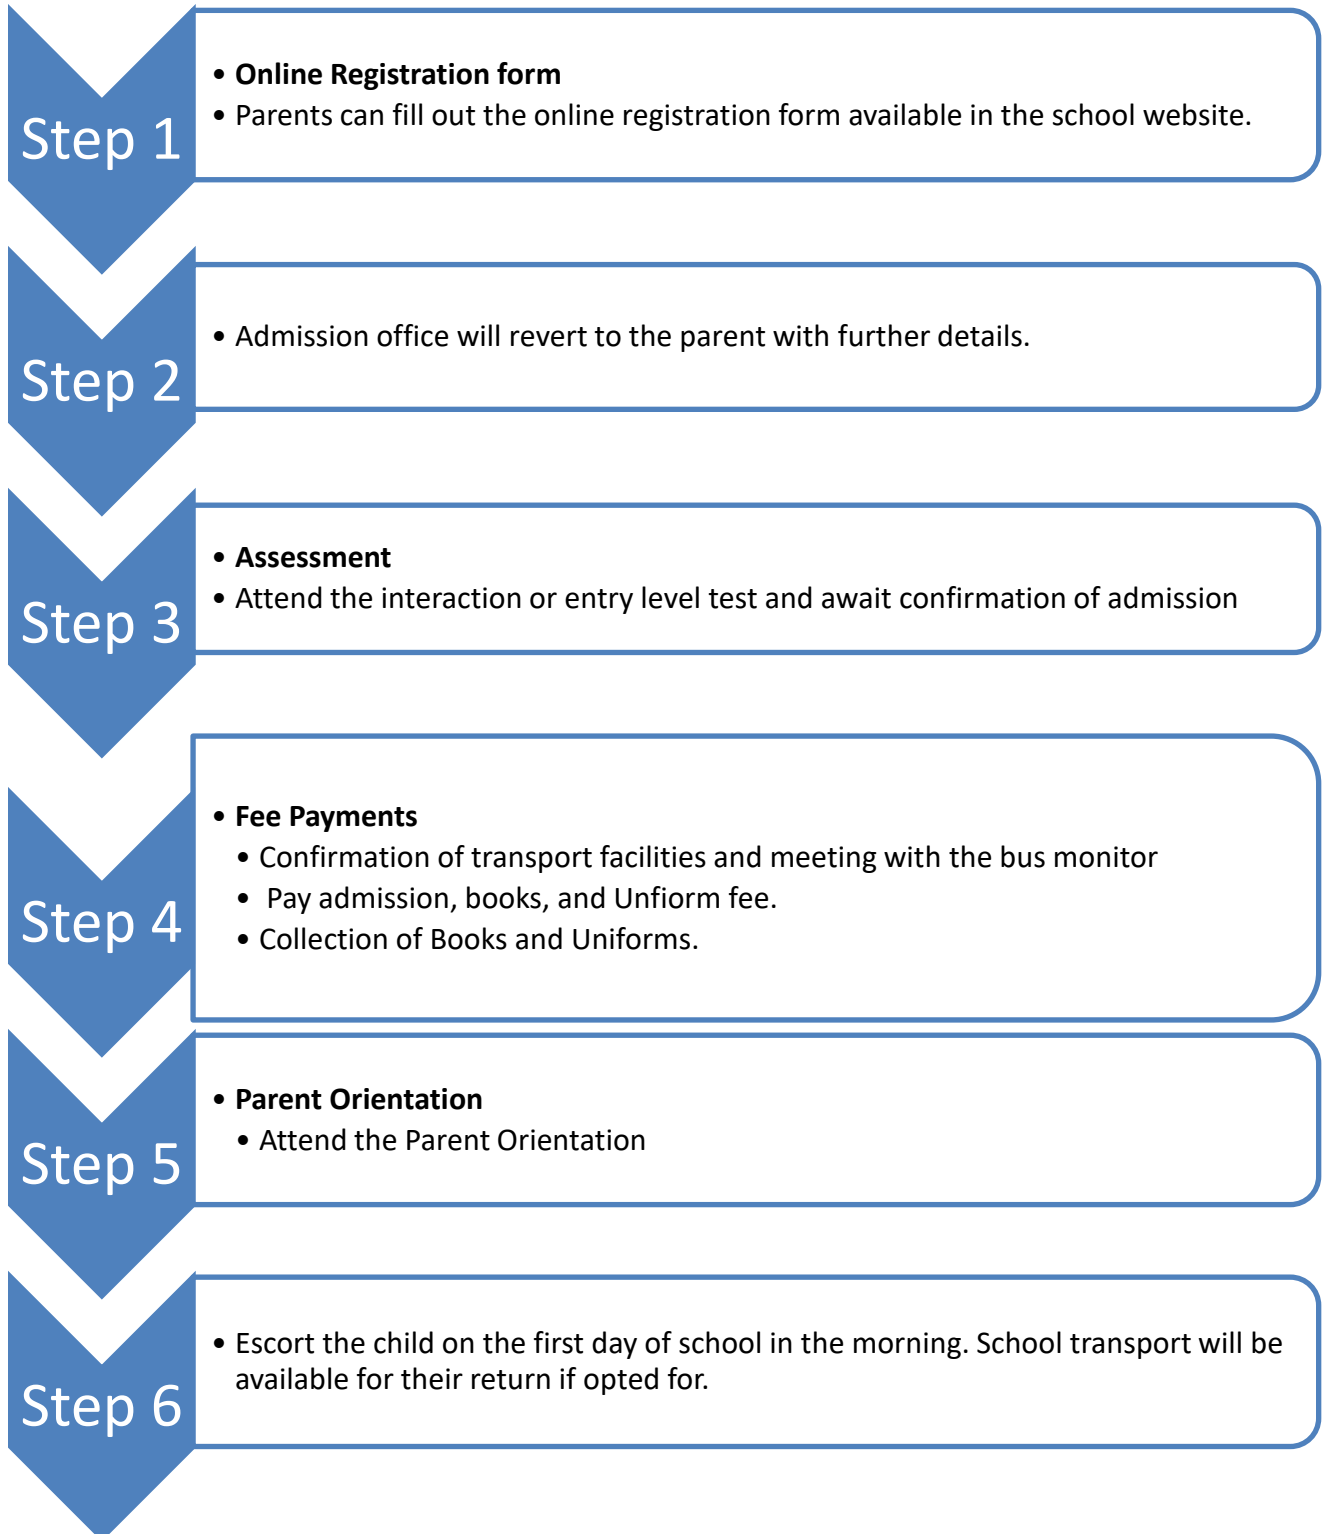 Step 1
• Online Registration form
• Parents can fill out the online registration form available in the school website.
Step 2
• Admission office will revert to the parent with further details.
Step 3
• Assessment
• Attend the interaction or entry level test and await confirmation of admission
Step 4
• Fee Payments
• Confirmation of transport facilities and meeting with the bus monitor
• Pay admission, books, and Unfiorm fee.
• Collection of Books and Uniforms.
Step 5
• Parent Orientation
• Attend the Parent Orientation
Step 6
• Escort the child on the first day of school in the morning. School transport will be
available for their return if opted for.